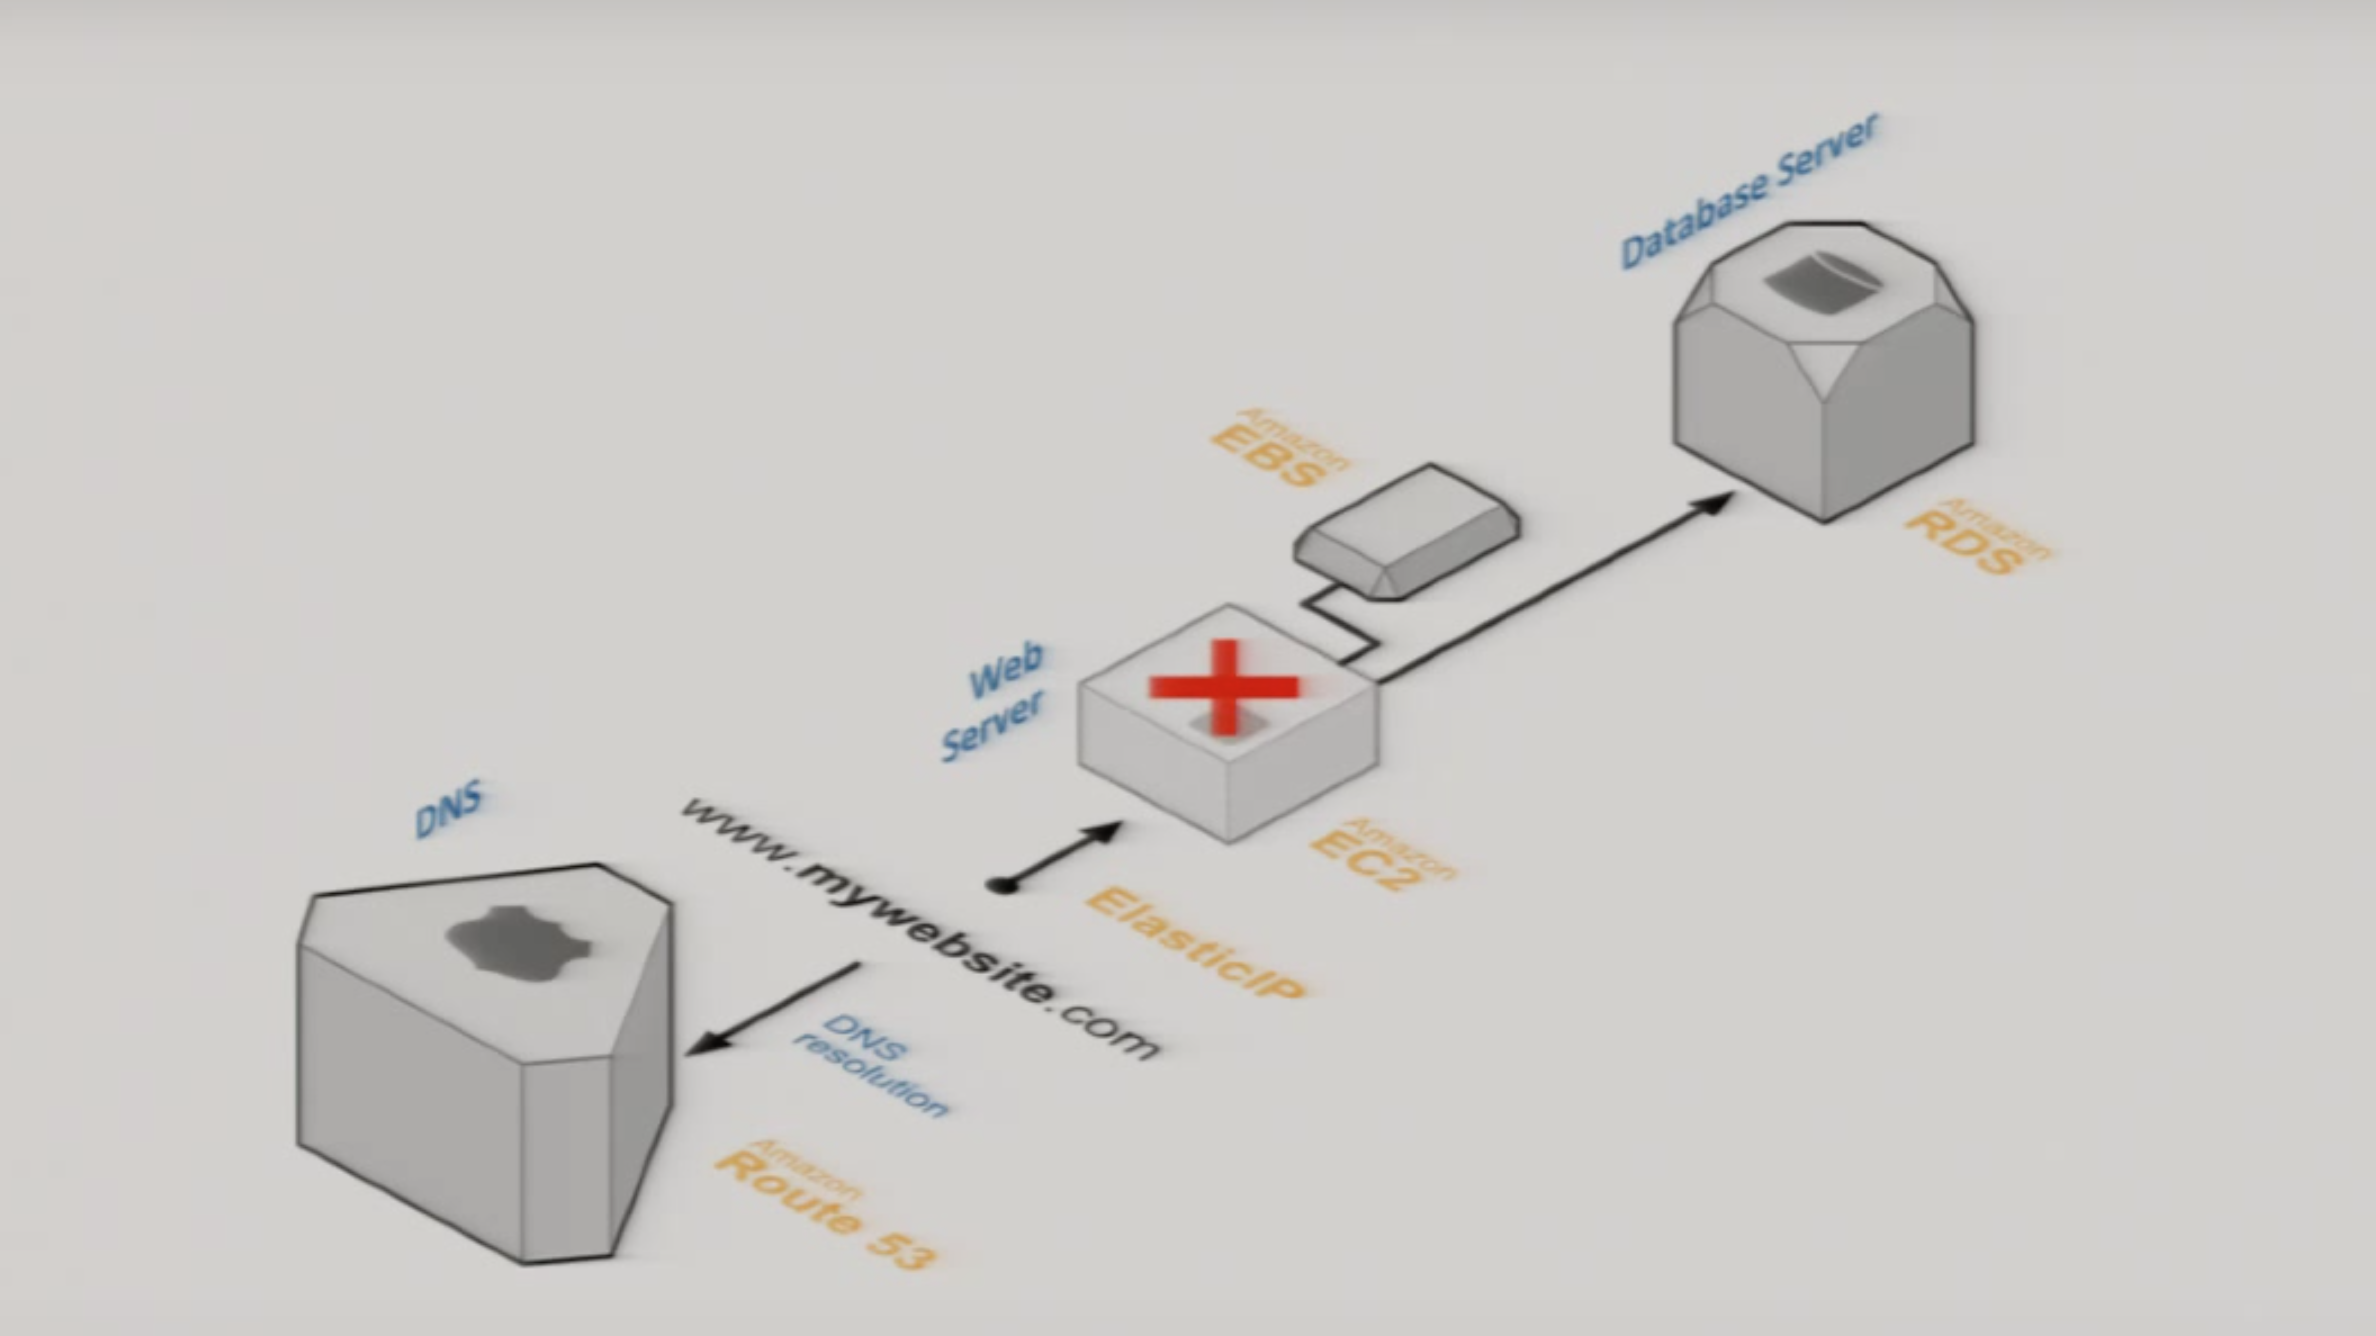 Database Server
Amazon
EBS
Amazon
RDS
Web
Server
DNS
www.mywebsite.com
Amazon
EC2
ElasticIP
DNS
resolution
Amazon
Route 53